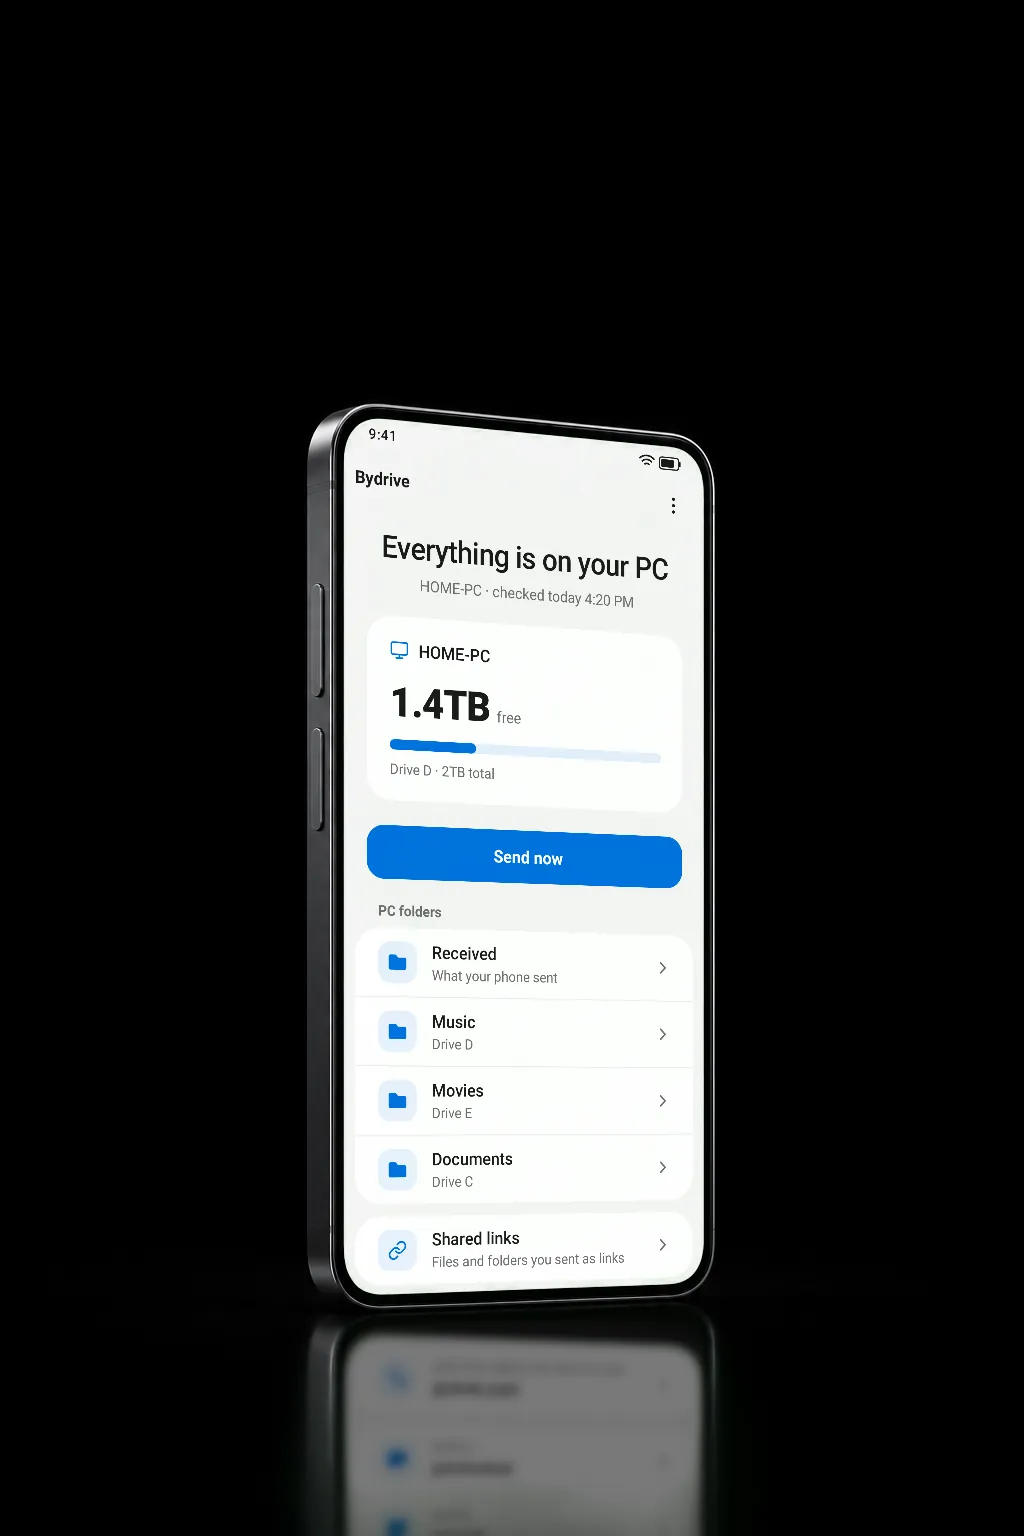 9:41
Bydrive
Everything is on your PC
HOME-PC · checked today 4:20 PM
HOME-PC
1.4TB free
Drive D · 2TB total
Send now
PC folders
Received
What your phone sent
Music
Drive D
Movies
Drive E
Documents
Drive C
Shared links
Files and folders you sent as links